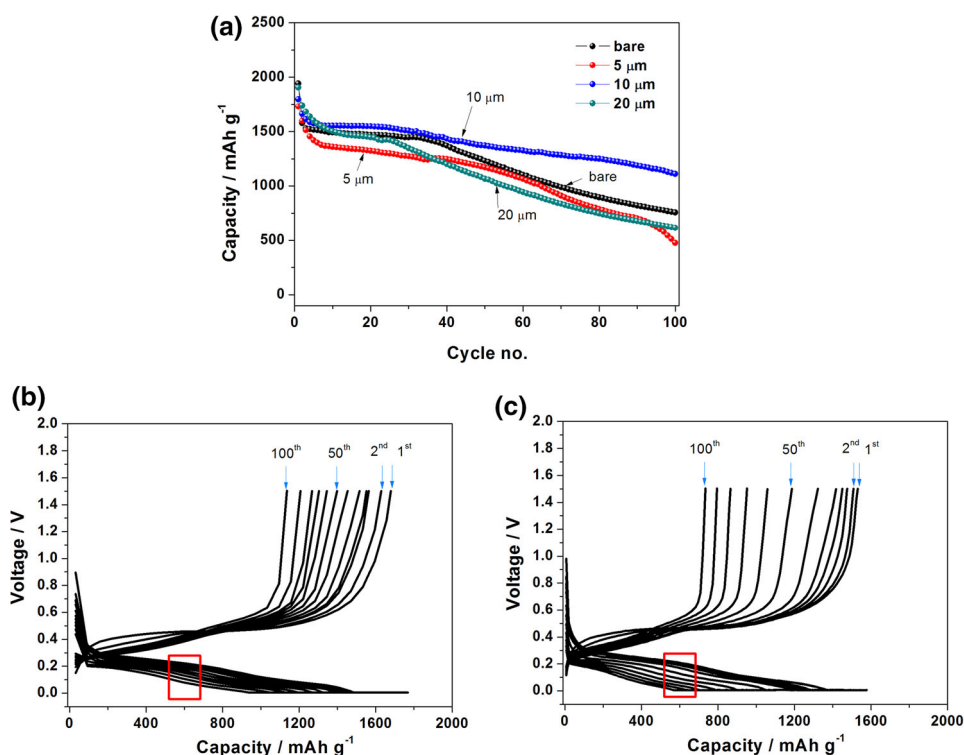 (a)
2500
2000
1500
1000
500
0
Capacity / mAh g-1
bare
5 μm
10 μm
20 μm
10 μm
5 μm
20 μm
bare
0 20 40 60 80 100
Cycle no.
(b)
2.0
1.8
1.6
1.4
1.2
1.0
0.8
0.6
0.4
0.2
0.0
Voltage / V
100th 50th 2nd 1st
0 400 800 1200 1600 2000
Capacity / mAh g-1
(c)
2.0
1.8
1.6
1.4
1.2
1.0
0.8
0.6
0.4
0.2
0.0
Voltage / V
100th 50th 2nd 1st
0 400 800 1200 1600 2000
Capacity / mAh g-1